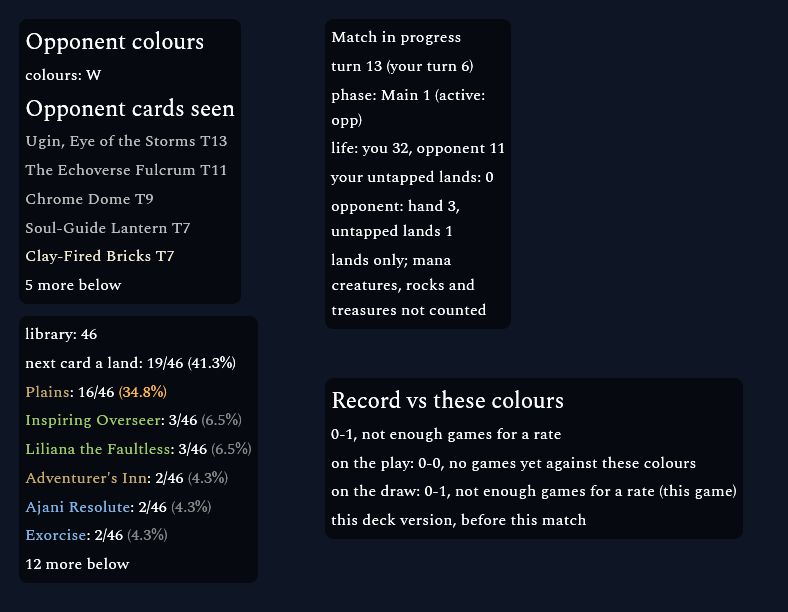 Opponent colours
colours: W
Opponent cards seen
Ugin, Eye of the Storms T13
The Echoverse Fulcrum T11
Chrome Dome T9
Soul-Guide Lantern T7
Clay-Fired Bricks T7
5 more below
library: 46
next card a land: 19/46 (41.3%)
Plains: 16/46 (34.8%)
Inspiring Overseer: 3/46 (6.5%)
Liliana the Faultless: 3/46 (6.5%)
Adventurer's Inn: 2/46 (4.3%)
Ajani Resolute: 2/46 (4.3%)
Exorcise: 2/46 (4.3%)
12 more below
Match in progress
turn 13 (your turn 6)
phase: Main 1 (active:
opp)
life: you 32, opponent 11
your untapped lands: 0
opponent: hand 3,
untapped lands 1
lands only; mana
creatures, rocks and
treasures not counted
Record vs these colours
0-1, not enough games for a rate
on the play: 0-0, no games yet against these colours
on the draw: 0-1, not enough games for a rate (this game)
this deck version, before this match